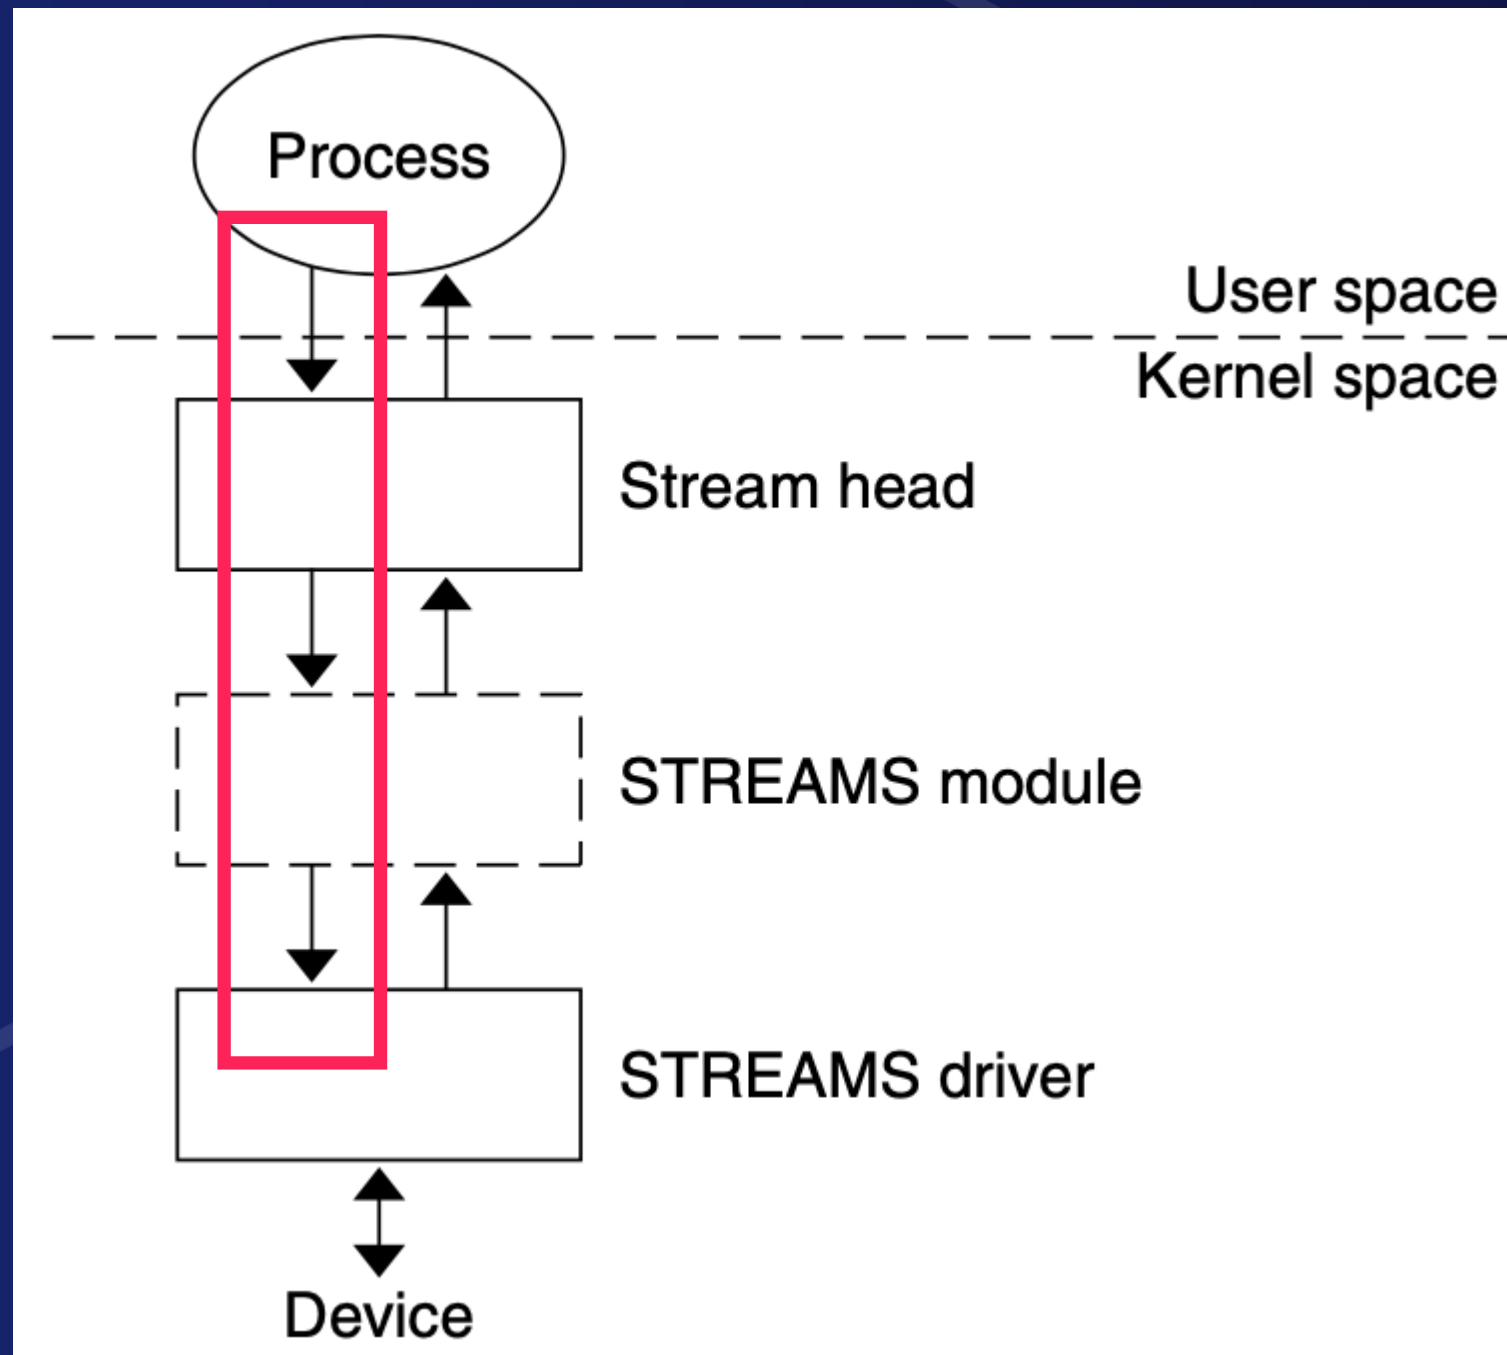 Process
User space
Kernel space
Stream head
STREAMS module
STREAMS driver
Device